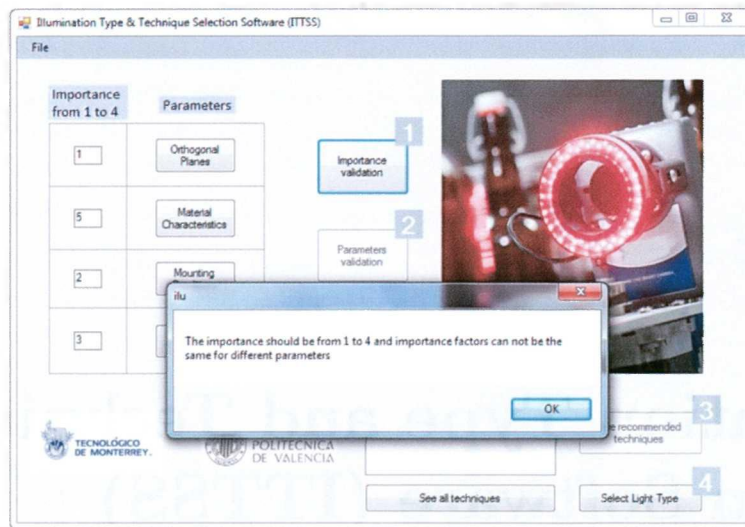 Illumination Type & Technique Selection Software (ITTSS)
File
Importance
from 1 to 4
Parameters
1
Orthogonal
Planes
5
Material
Characteristics
2
Mounting
3
1
Importance
validation
2
Parameters
validation
ilu
The importance should be from 1 to 4 and importance factors can not be the
same for different parameters
OK
TECNOLÓGICO
DE MONTERREY.
POLITECNICA
DE VALENCIA
3
recommended
techniques
4
See all techniques
Select Light Type